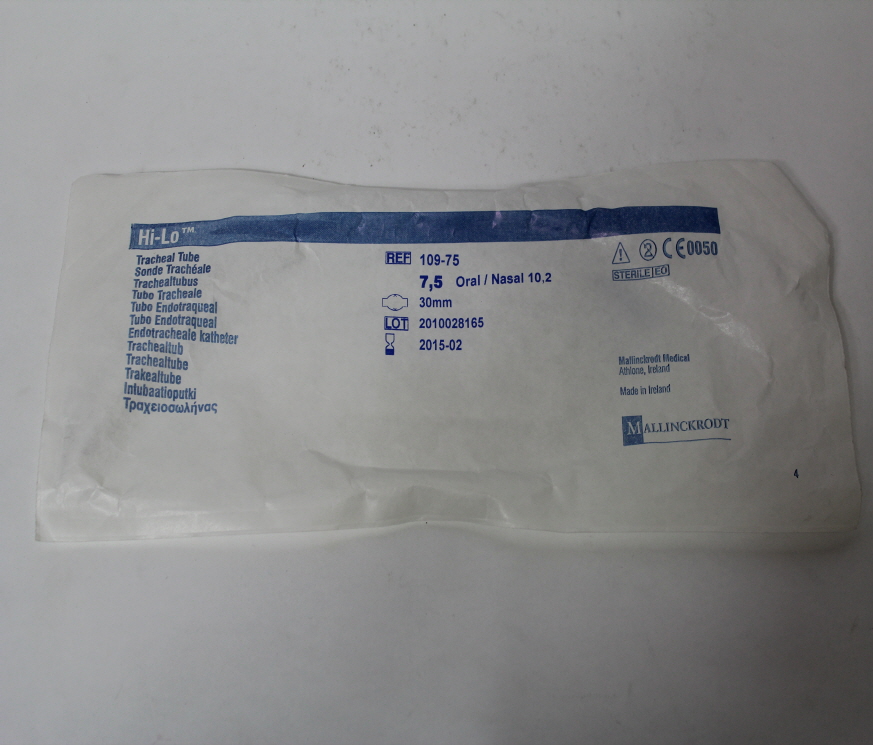 Hi-Lo™
Tracheal Tube
Sonde Trachéale
Trachealtubus
Tubo Tracheale
Tubo Endotraqueal
Tubo Endotraqueal
Endotracheale katheter
Trachealtub
Trachealtube
Trakealtube
Intubaatioputki
Τραχειοσωλήνας
REF 109-75
7,5 Oral / Nasal 10,2
30mm
LOT 2010028165
2015-02
2 CE0050
STERILE EO
Mallinckrodt Medical
Athlone, Ireland
Made in Ireland
MALLINCKRODT
4